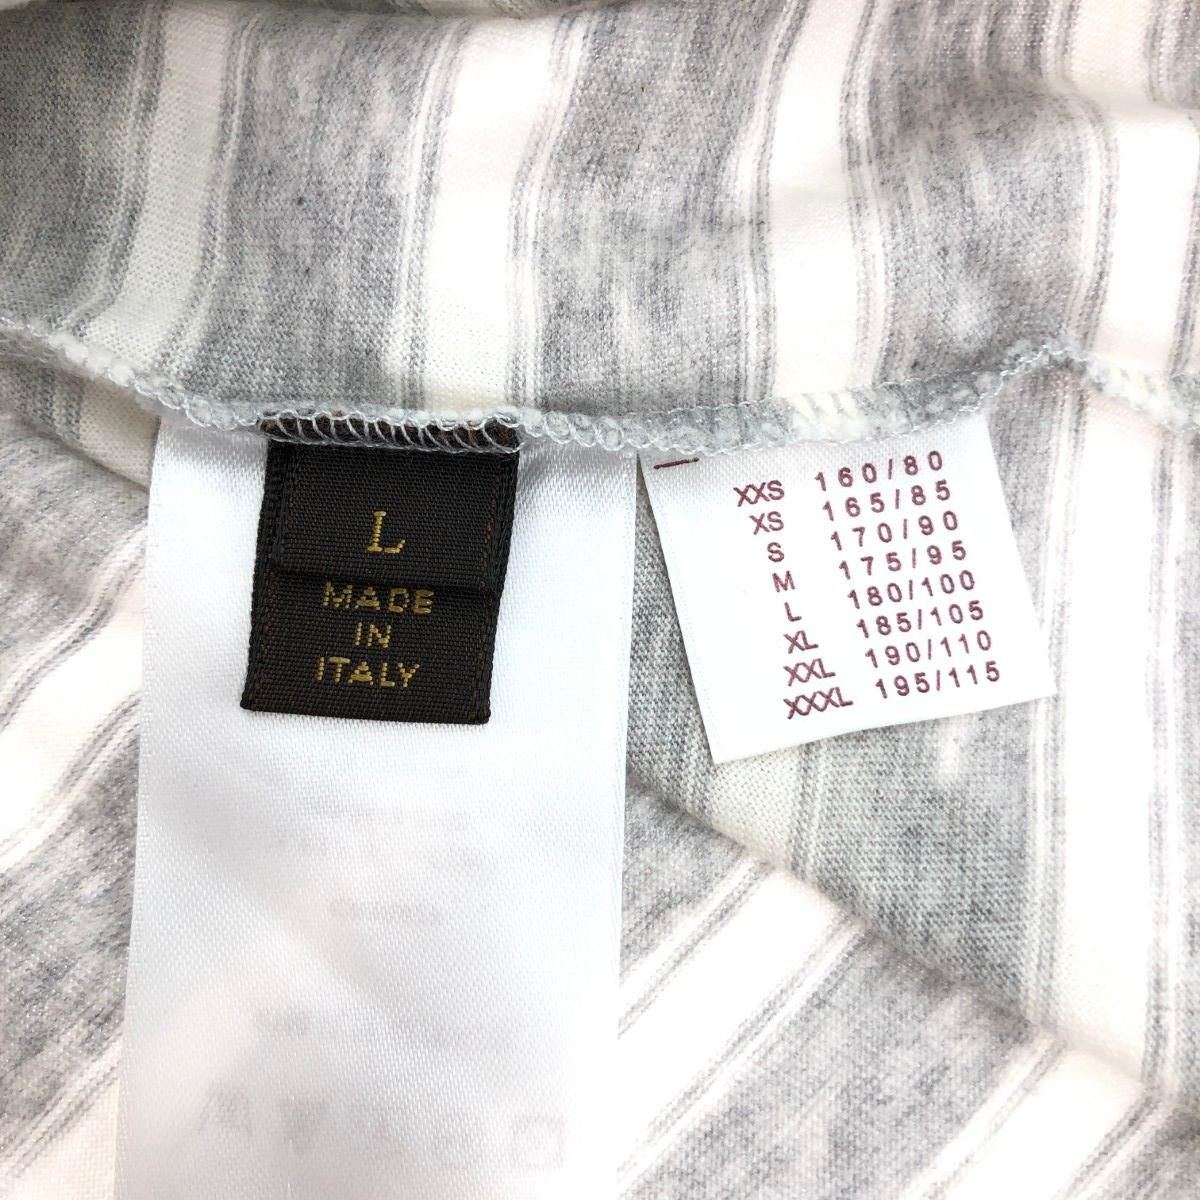 L
MADE
IN
ITALY
XXS 160/80
XS 165/85
S 170/90
M 175/95
L 180/100
XL 185/105
XXL 190/110
XXXL 195/115